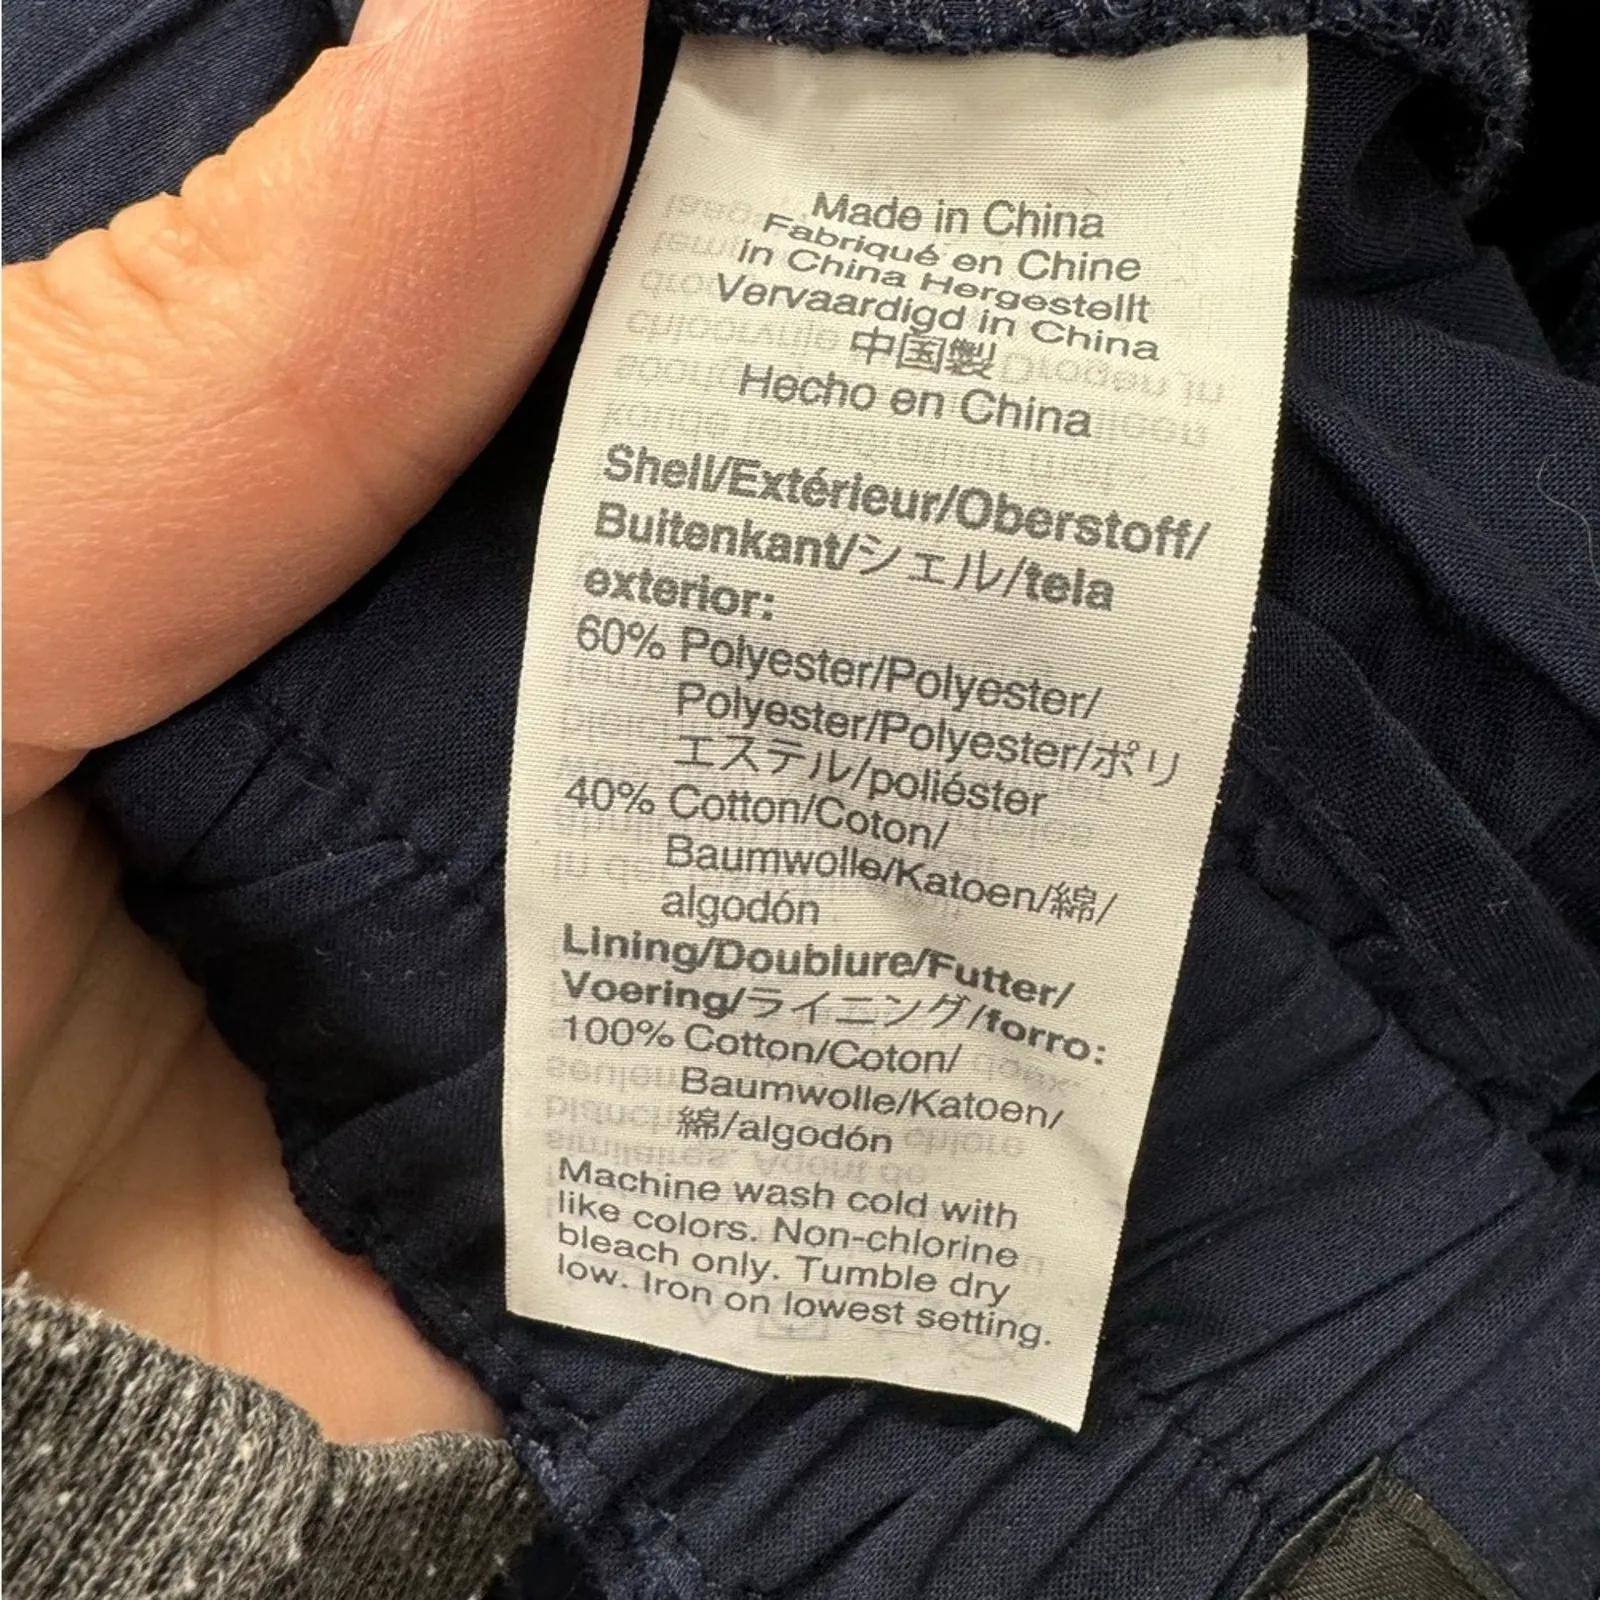 Made in China
Fabriqué en Chine
In China Hergestellt
Vervaardigd in China
中国製
Hecho en China
Shell/Extérieur/Oberstoff/
Buitenkant/シェル/tela
exterior:
60% Polyester/Polyester/
Polyester/Polyester/ポリ
エステル/poliéster
40% Cotton/Coton/
Baumwolle/Katoen/綿/
algodón
Lining/Doublure/Futter/
Voering/ライニング/forro:
100% Cotton/Coton/
Baumwolle/Katoen/
綿/algodón
Machine wash cold with
like colors. Non-chlorine
bleach only. Tumble dry
low. Iron on lowest setting.